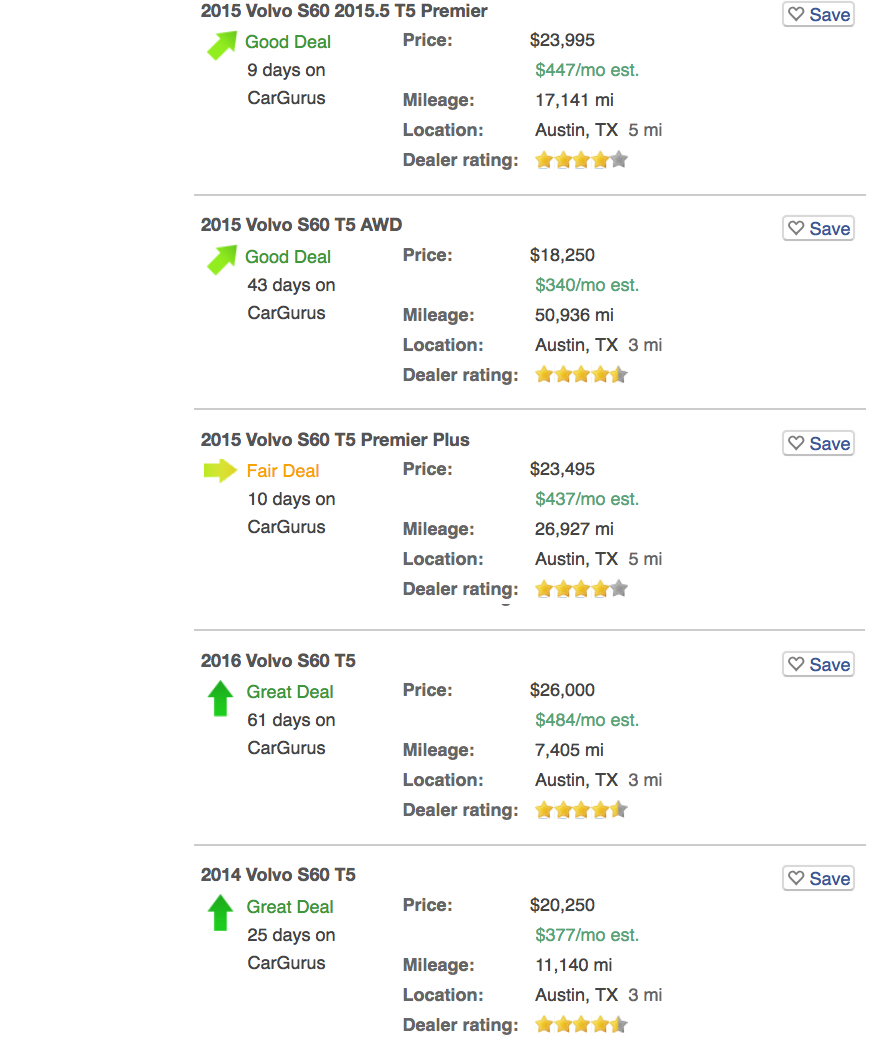 2015 Volvo S60 2015.5 T5 Premier
Save
Good Deal
9 days on
CarGurus
Price: $23,995
$447/mo est.
Mileage: 17,141 mi
Location: Austin, TX 5 mi
Dealer rating:
2015 Volvo S60 T5 AWD
Save
Good Deal
43 days on
CarGurus
Price: $18,250
$340/mo est.
Mileage: 50,936 mi
Location: Austin, TX 3 mi
Dealer rating:
2015 Volvo S60 T5 Premier Plus
Save
Fair Deal
10 days on
CarGurus
Price: $23,495
$437/mo est.
Mileage: 26,927 mi
Location: Austin, TX 5 mi
Dealer rating:
2016 Volvo S60 T5
Save
Great Deal
61 days on
CarGurus
Price: $26,000
$484/mo est.
Mileage: 7,405 mi
Location: Austin, TX 3 mi
Dealer rating:
2014 Volvo S60 T5
Save
Great Deal
25 days on
CarGurus
Price: $20,250
$377/mo est.
Mileage: 11,140 mi
Location: Austin, TX 3 mi
Dealer rating: